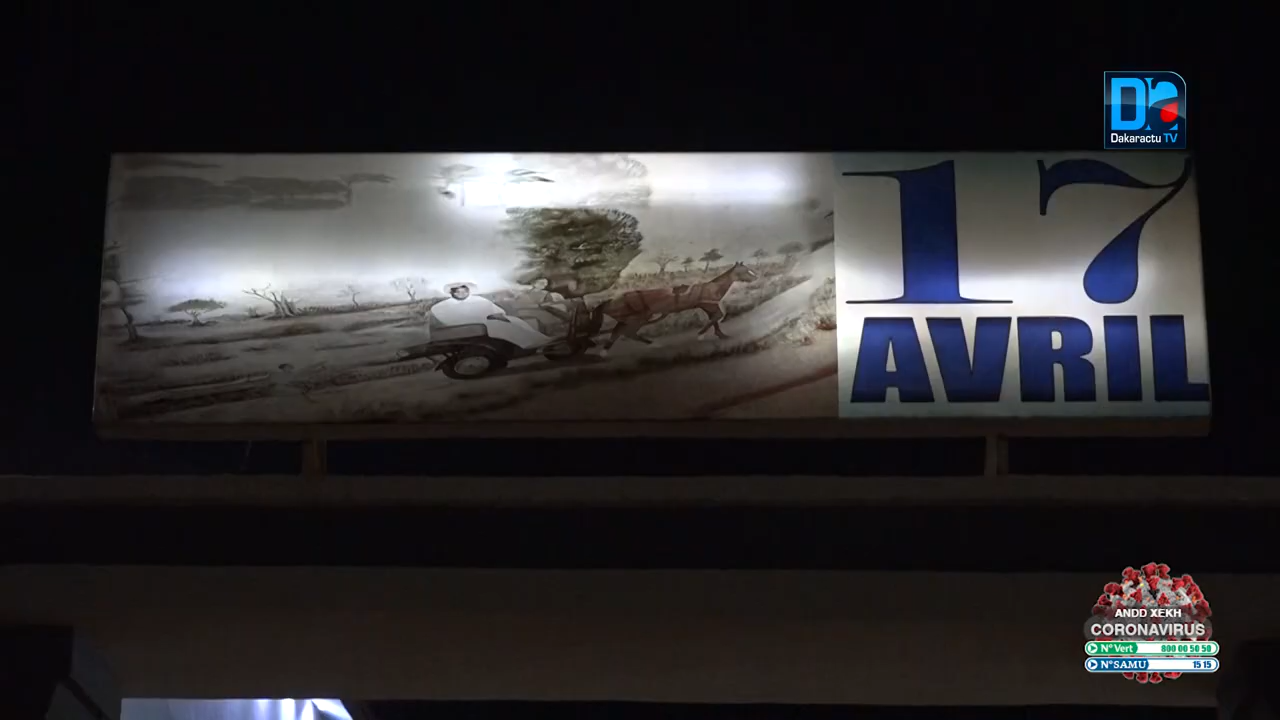 Dakaractu TV
17
AVRIL
ANDD XEKH
CORONAVIRUS
N°Vert 800 00 50 50
N°SAMU 15 15